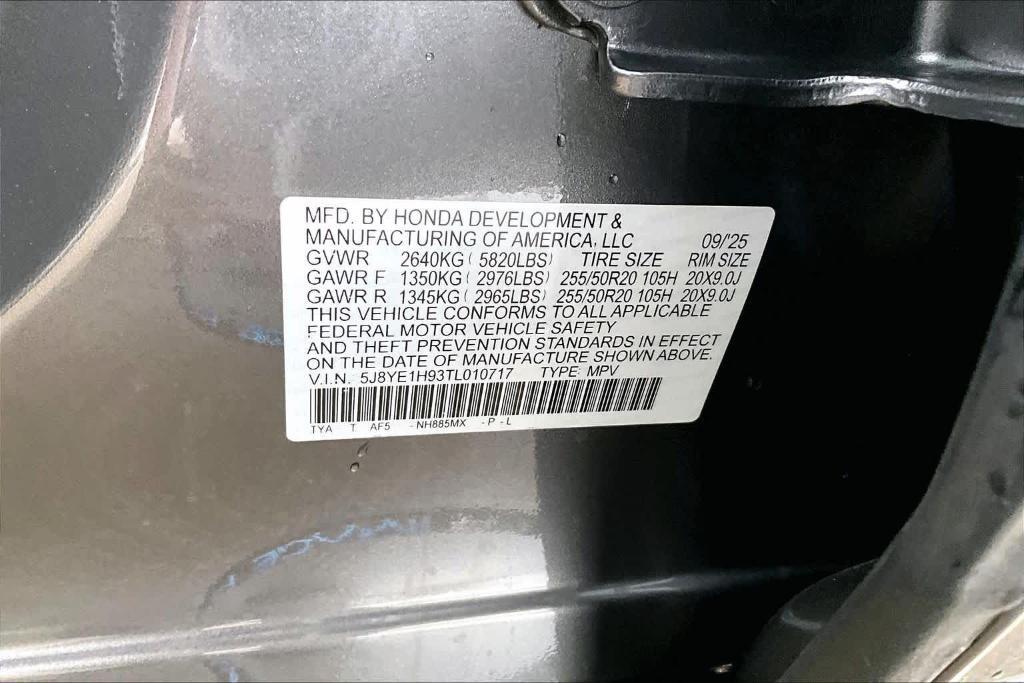 MFD. BY HONDA DEVELOPMENT &
MANUFACTURING OF AMERICA, LLC 09/'25
GVWR 2640KG ( 5820LBS) TIRE SIZE RIM SIZE
GAWR F 1350KG ( 2976LBS) 255/50R20 105H 20X9.0J
GAWR R 1345KG ( 2965LBS) 255/50R20 105H 20X9.0J
THIS VEHICLE CONFORMS TO ALL APPLICABLE
FEDERAL MOTOR VEHICLE SAFETY
AND THEFT PREVENTION STANDARDS IN EFFECT
ON THE DATE OF MANUFACTURE SHOWN ABOVE.
V.I.N. 5J8YE1H93TL010717 TYPE: MPV
TYA T AF5 -NH885MX -P-L